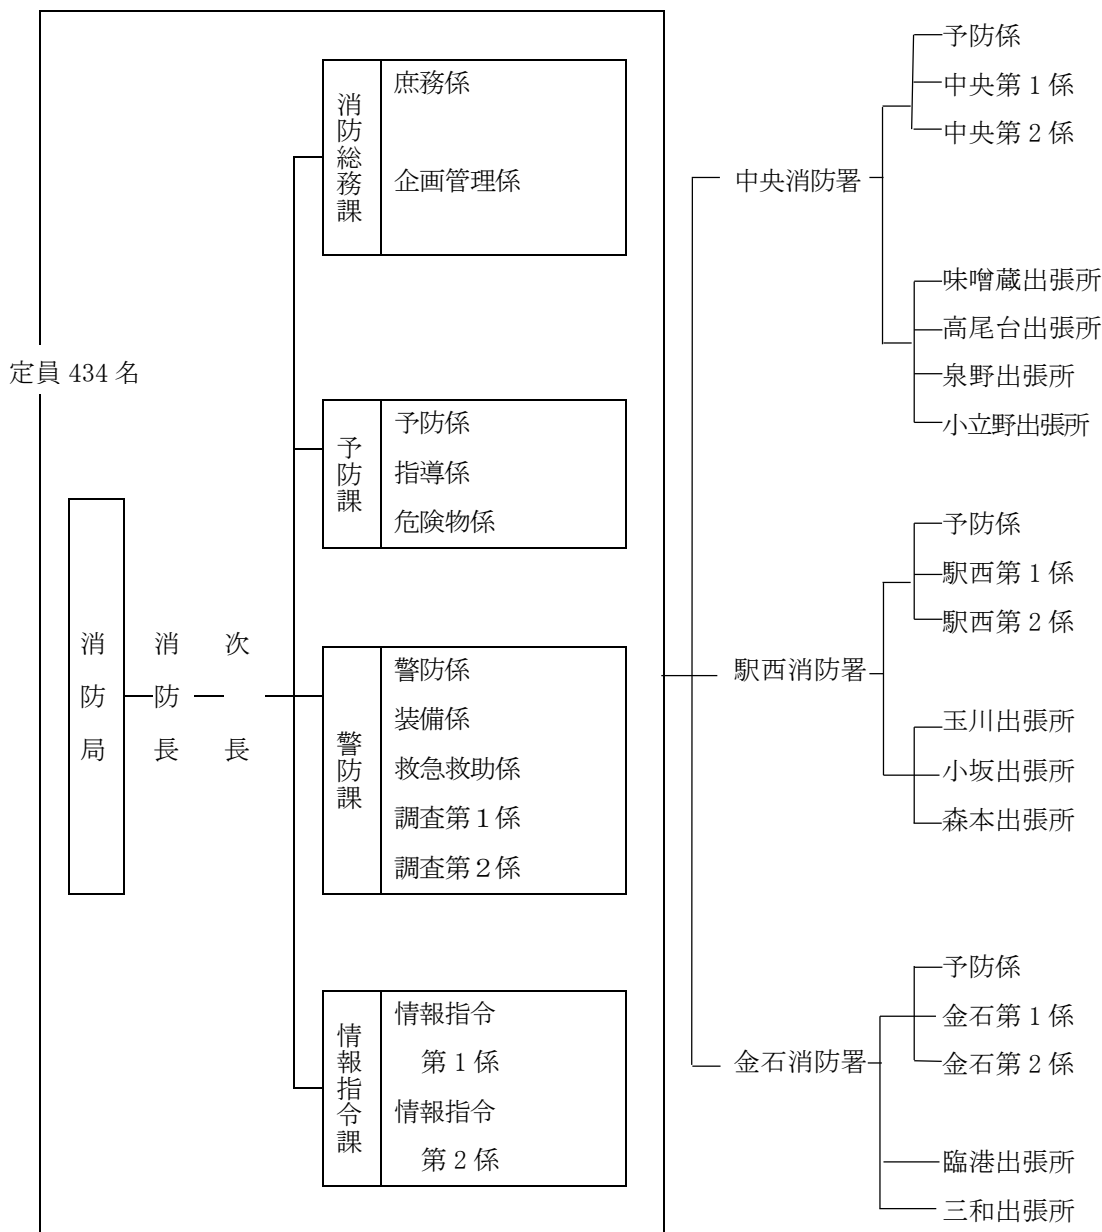 定員 434 名
消防局
消防長
次長
消防総務課
庶務係
企画管理係
予防課
予防係
指導係
危険物係
警防課
警防係
装備係
救急救助係
調査第１係
調査第２係
情報指令課
情報指令
第 1 係
情報指令
第 2 係
中央消防署
予防係
中央第 1 係
中央第 2 係
味噌蔵出張所
高尾台出張所
泉野出張所
小立野出張所
駅西消防署
予防係
駅西第 1 係
駅西第 2 係
玉川出張所
小坂出張所
森本出張所
金石消防署
予防係
金石第 1 係
金石第 2 係
臨港出張所
三和出張所